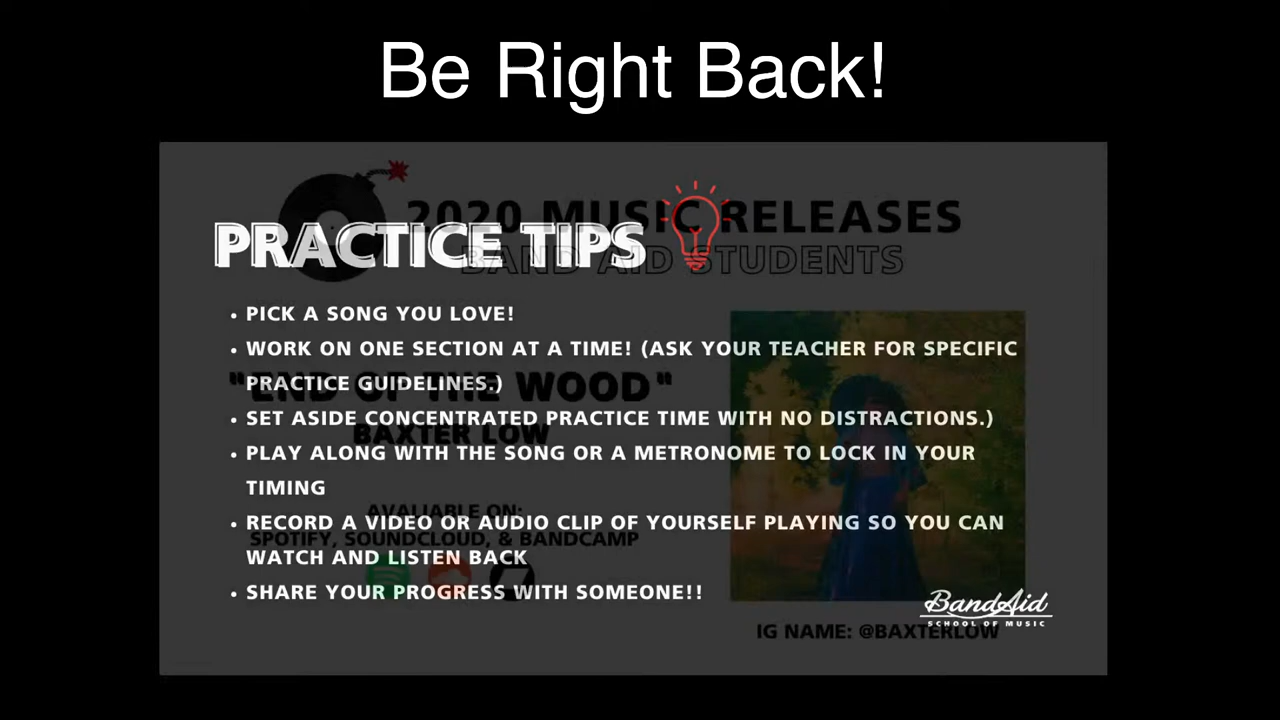 Be Right Back!
2020 MUSIC RELEASES
PRACTICE TIPS
BAND AID STUDENTS
• PICK A SONG YOU LOVE!
• WORK ON ONE SECTION AT A TIME! (ASK YOUR TEACHER FOR SPECIFIC
PRACTICE GUIDELINES.)
"END OF THE WOOD"
• SET ASIDE CONCENTRATED PRACTICE TIME WITH NO DISTRACTIONS.)
BAXTER LOW
• PLAY ALONG WITH THE SONG OR A METRONOME TO LOCK IN YOUR
TIMING
AVALIABLE ON:
• RECORD A VIDEO OR AUDIO CLIP OF YOURSELF PLAYING SO YOU CAN
SPOTIFY, SOUNDCLOUD, & BANDCAMP
WATCH AND LISTEN BACK
• SHARE YOUR PROGRESS WITH SOMEONE!!
BandAid
SCHOOL OF MUSIC
IG NAME: @BAXTERLOW